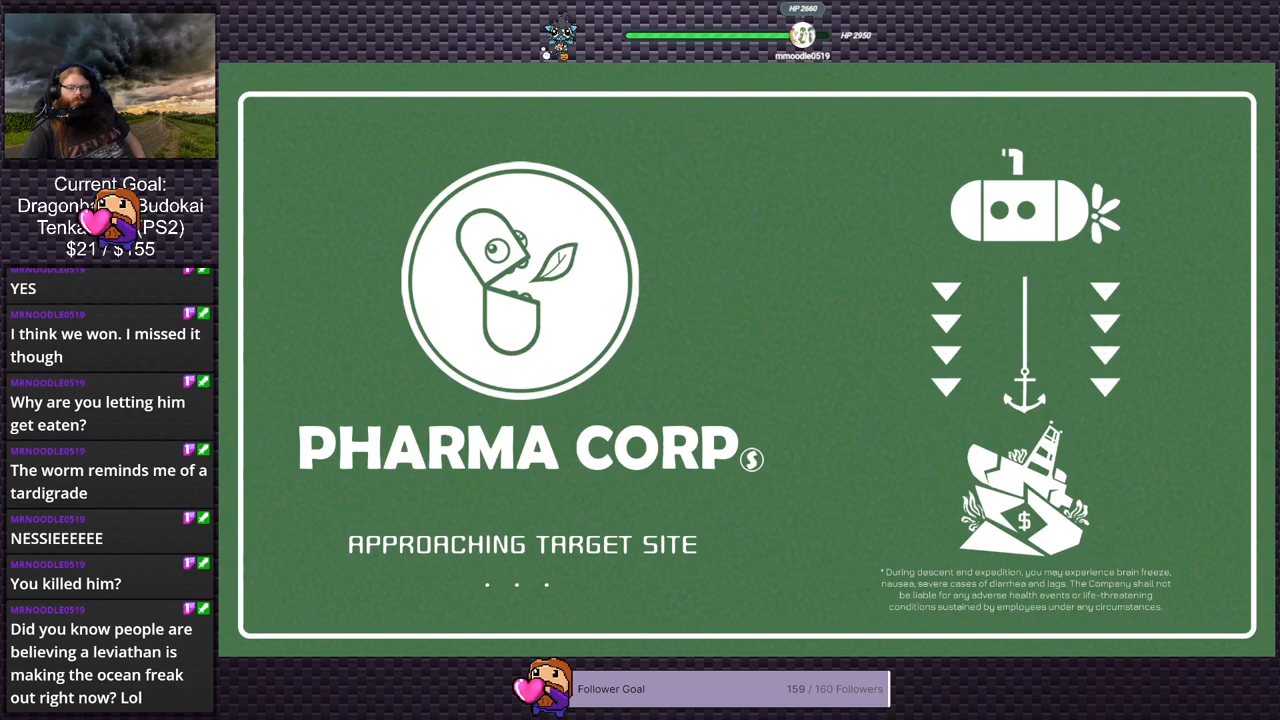 HP 2660
HP 2950
mmoodle0519
Current Goal:
Budokai
(PS2)
$21 / $155
MRNOODLE0519
YES
MRNOODLE0519
I think we won. I missed it
though
MRNOODLE0519
Why are you letting him
get eaten?
MRNOODLE0519
The worm reminds me of a
tardigrade
MRNOODLE0519
NESSIEEEEEE
MRNOODLE0519
You killed him?
MRNOODLE0519
Did you know people are
believing a leviathan is
making the ocean freak
out right now? Lol
PHARMA CORP
S
APPROACHING TARGET SITE
. . .
$
* During descent and expedition, you may experience brain freeze,
nausea, severe cases of diarrhea and lags. The Company shall not
be liable for any adverse health events or life-threatening
conditions sustained by employees under any circumstances.
Follower Goal
159 / 160 Followers